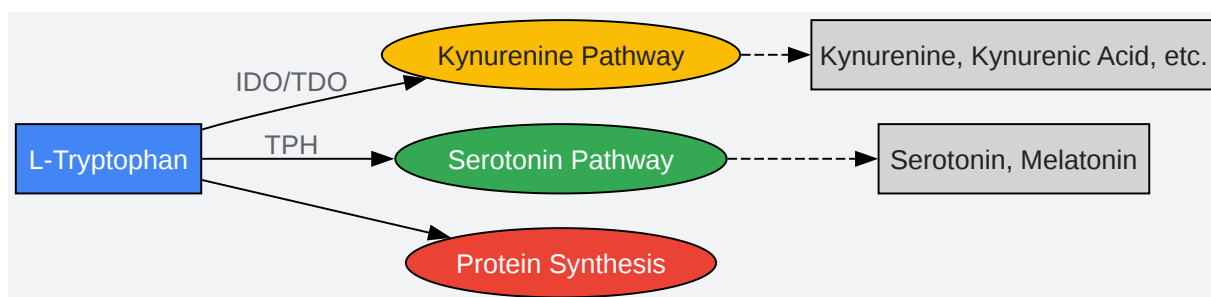 Kynurenine Pathway
Kynurenine, Kynurenic Acid, etc.
IDO/TDO
L-Tryptophan
TPH
Serotonin Pathway
Serotonin, Melatonin
Protein Synthesis